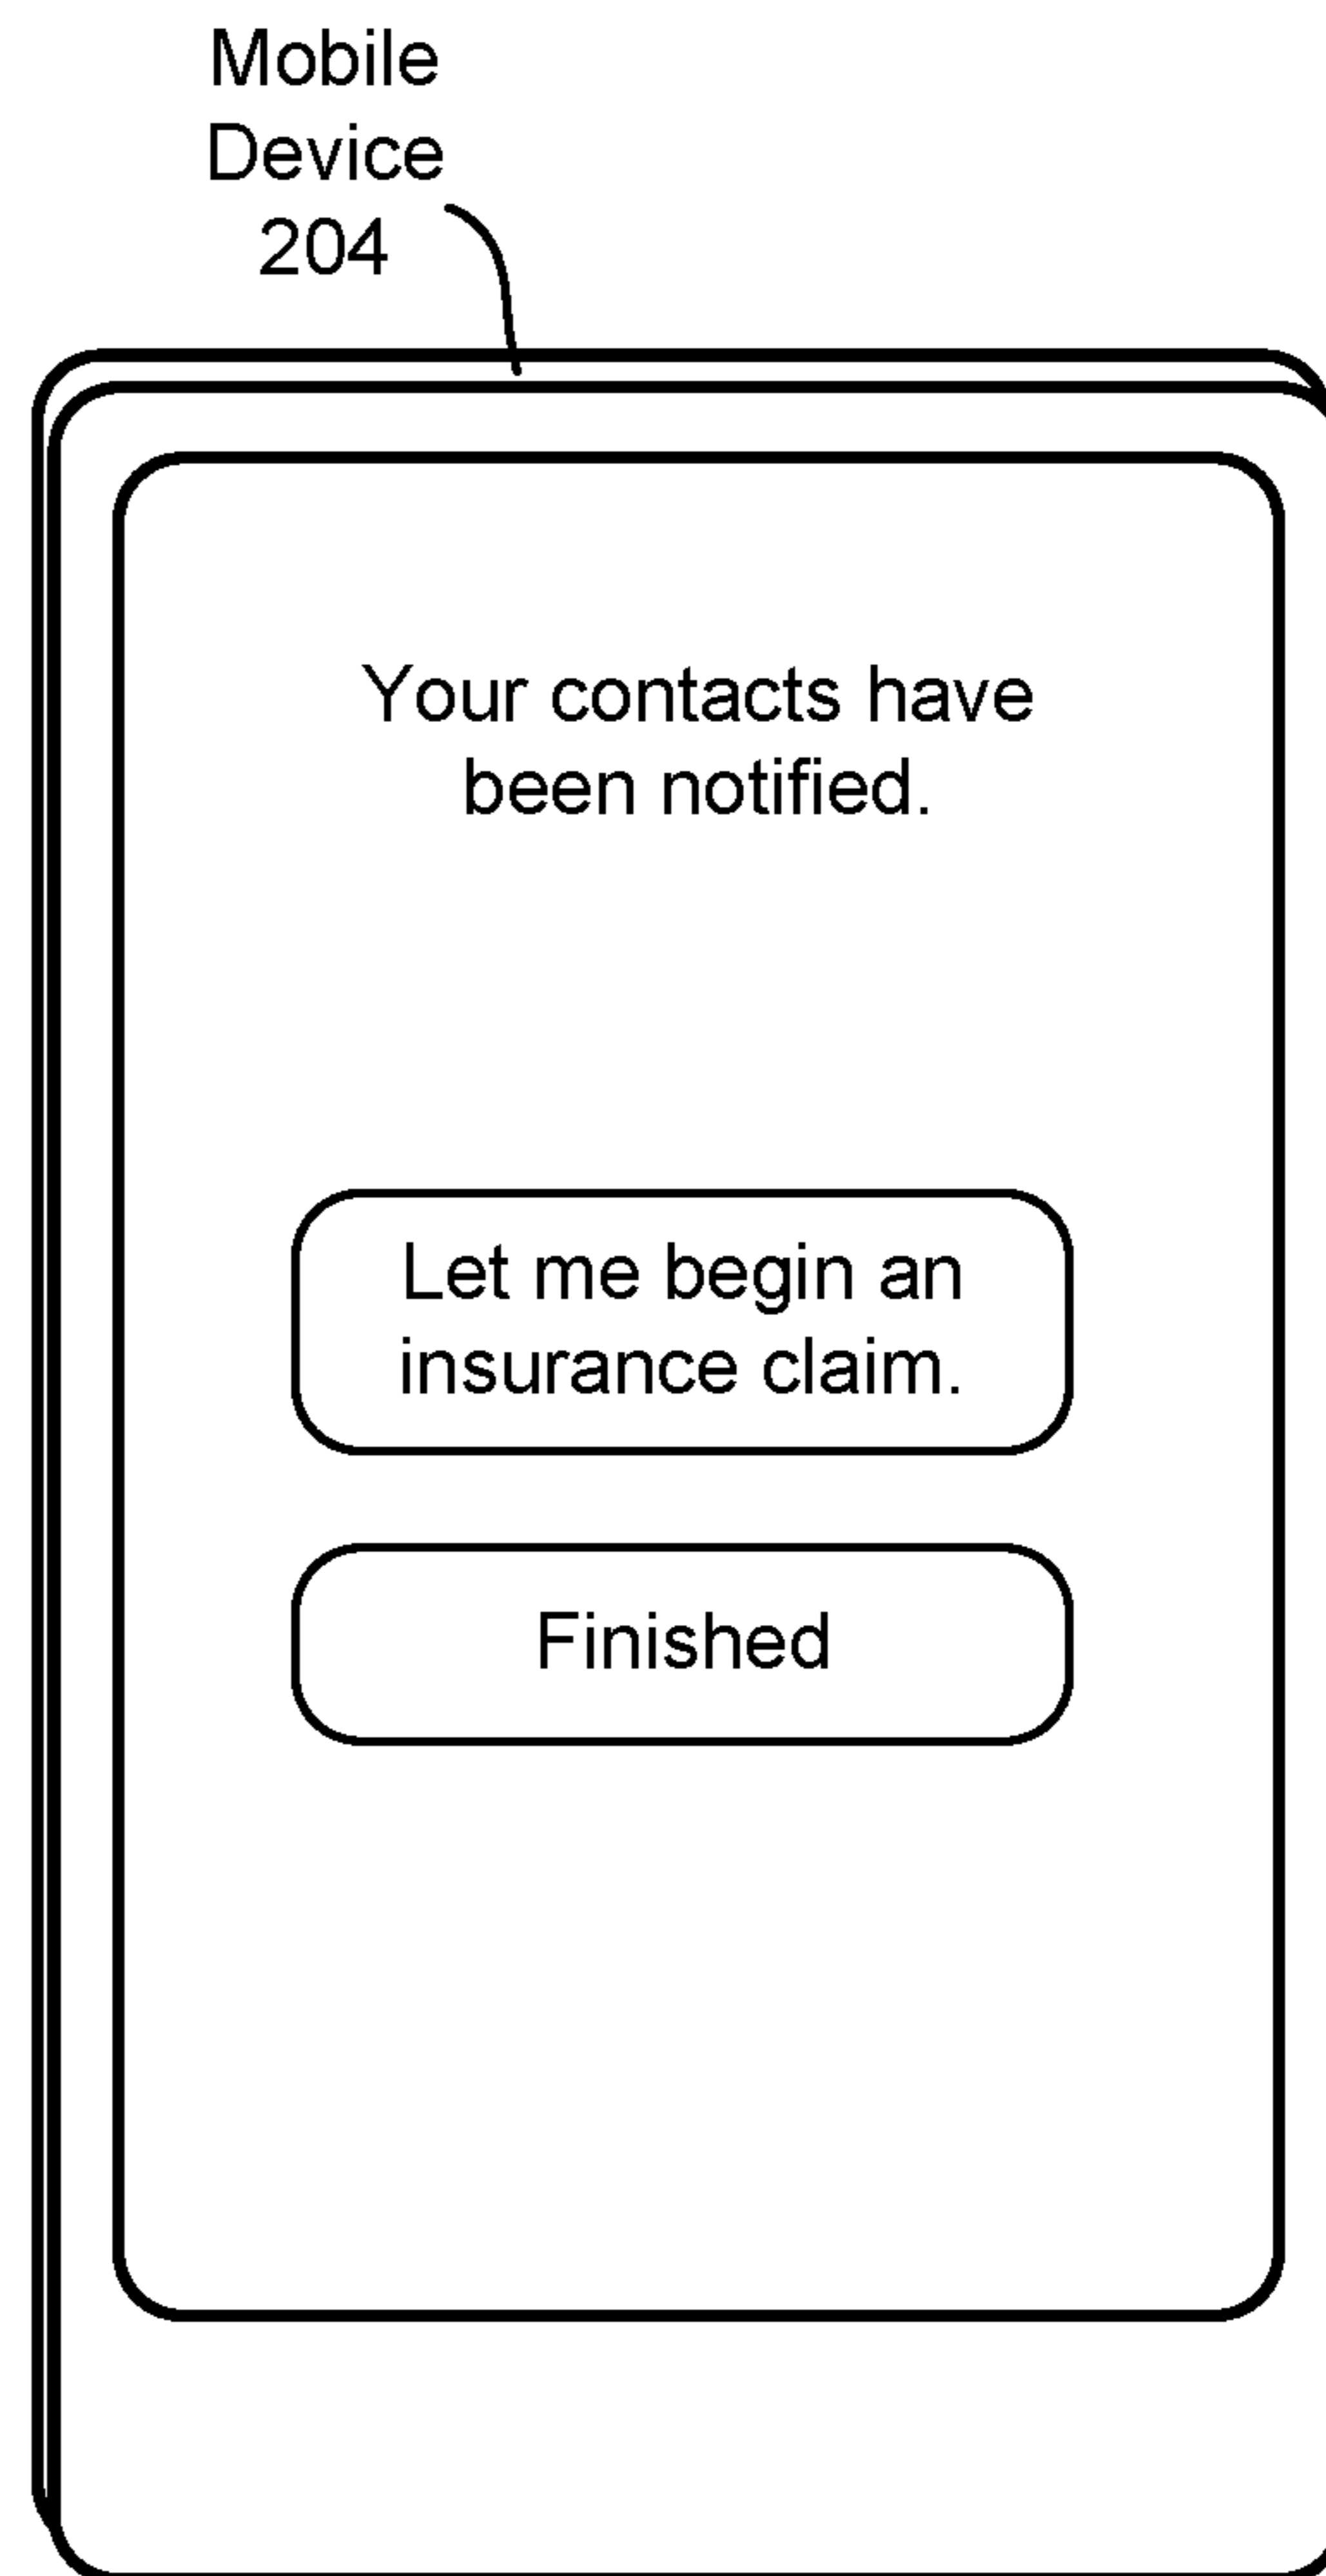 Mobile
Device
204
Your contacts have
been notified.
Let me begin an
insurance claim.
Finished